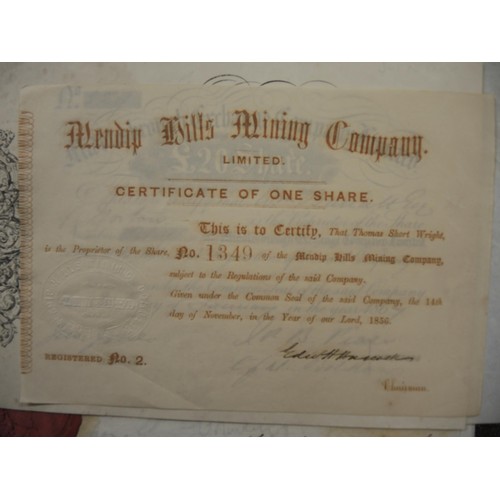 Mendip Hills Mining Company.
LIMITED.
CERTIFICATE OF ONE SHARE.
This is to Certify, That Thomas Short Wright,
is the Proprietor of the Share, No. 1349 of the Mendip Hills Mining Company,
subject to the Regulations of the said Company.
Given under the Common Seal of the said Company, the 14th
day of November, in the Year of our Lord, 1856.
REGISTERED No. 2.
Chairman.